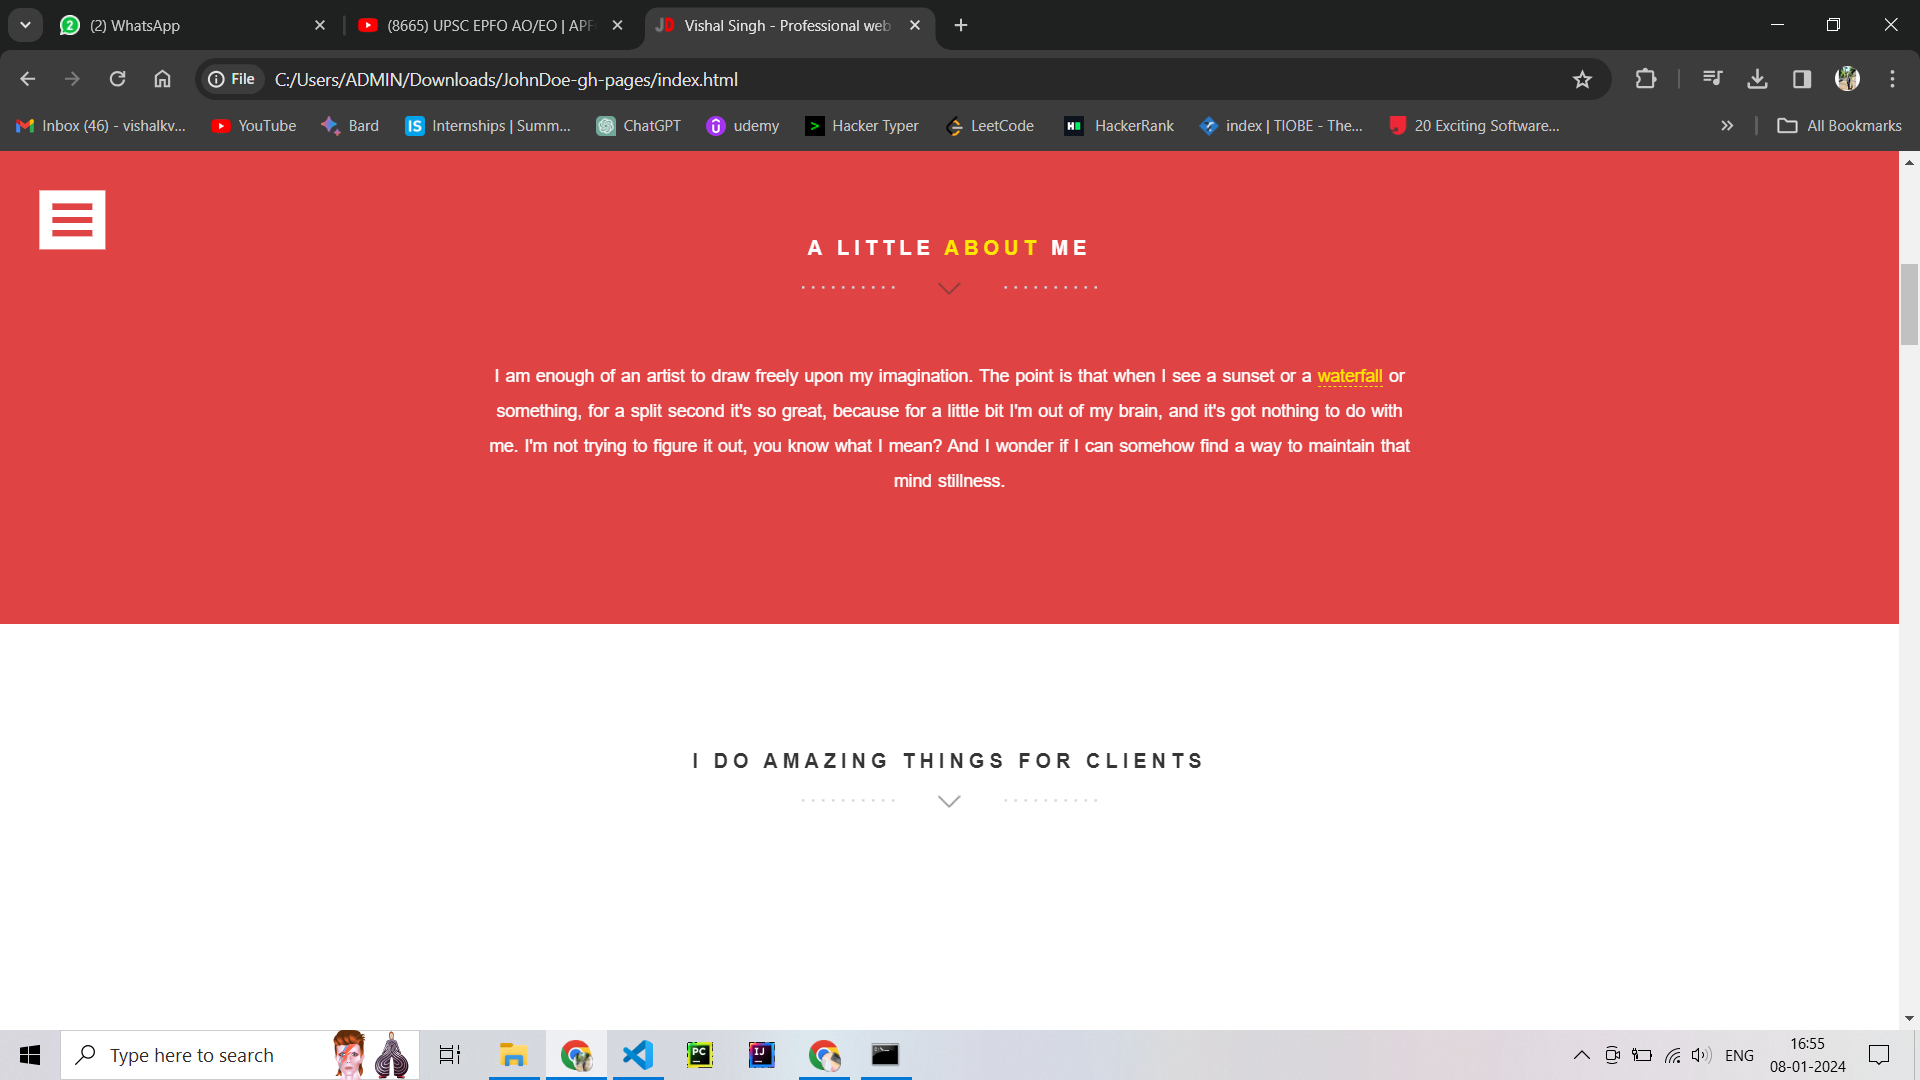 2 WhatsApp
(2) WhatsApp
(8665) UPSC EPFO AO/EO | APF
JD Vishal Singh - Professional web
File C:/Users/ADMIN/Downloads/JohnDoe-gh-pages/index.html
Inbox (46) - vishalkv... YouTube Bard IS Internships | Summ... ChatGPT udemy Hacker Typer LeetCode HackerRank index | TIOBE - The... 20 Exciting Software... All Bookmarks
A LITTLE ABOUT ME
I am enough of an artist to draw freely upon my imagination. The point is that when I see a sunset or a waterfall or
something, for a split second it's so great, because for a little bit I'm out of my brain, and it's got nothing to do with
me. I'm not trying to figure it out, you know what I mean? And I wonder if I can somehow find a way to maintain that
mind stillness.
I DO AMAZING THINGS FOR CLIENTS
Type here to search
PC
IJ
ENG
16:55
08-01-2024